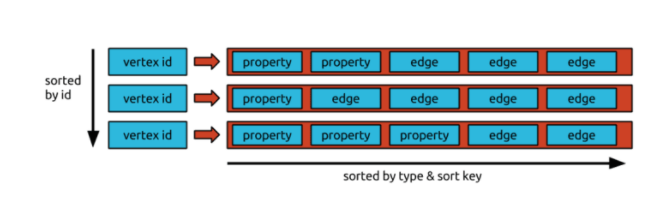 vertex id property property edge edge edge
sorted
by id
vertex id property edge edge edge edge
vertex id property property property edge edge
sorted by type & sort key